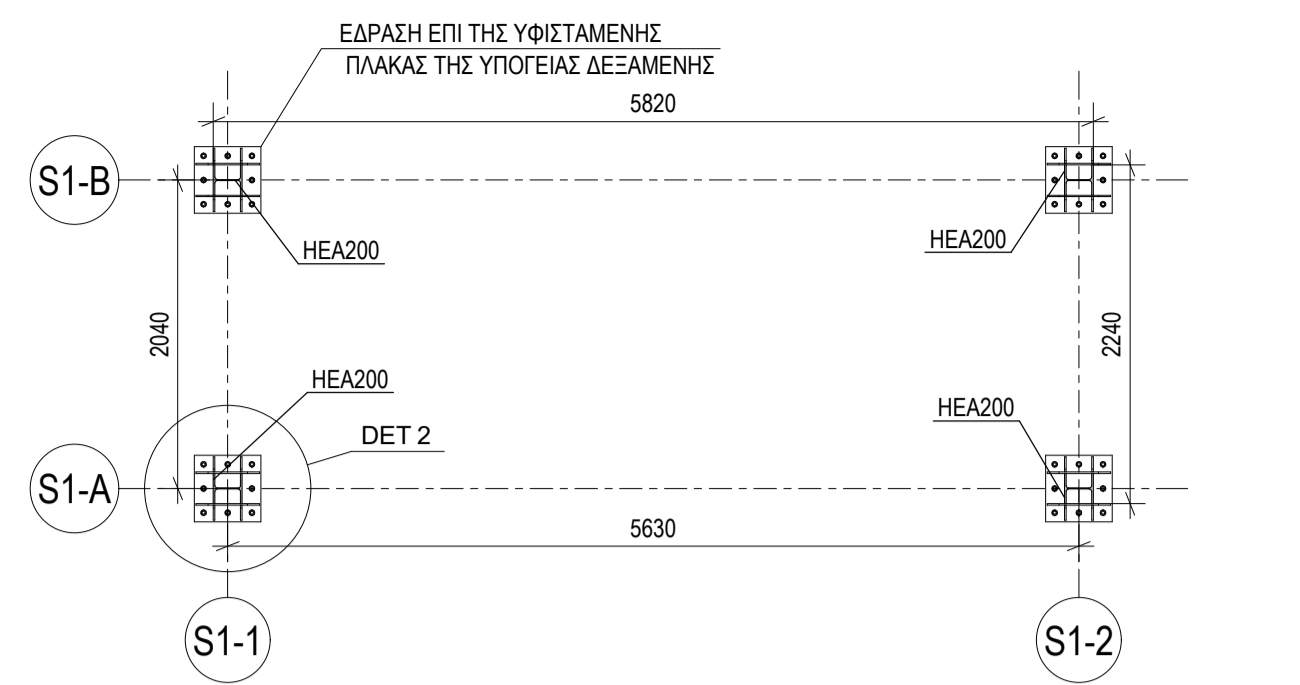 ΕΔΡΑΣΗ ΕΠΙ ΤΗΣ ΥΦΙΣΤΑΜΕΝΗΣ
ΠΛΑΚΑΣ ΤΗΣ ΥΠΟΓΕΙΑΣ ΔΕΞΑΜΕΝΗΣ
5820
S1-B
HEA200
HEA200
2040
2240
HEA200
HEA200
DET 2
S1-A
5630
S1-1
S1-2